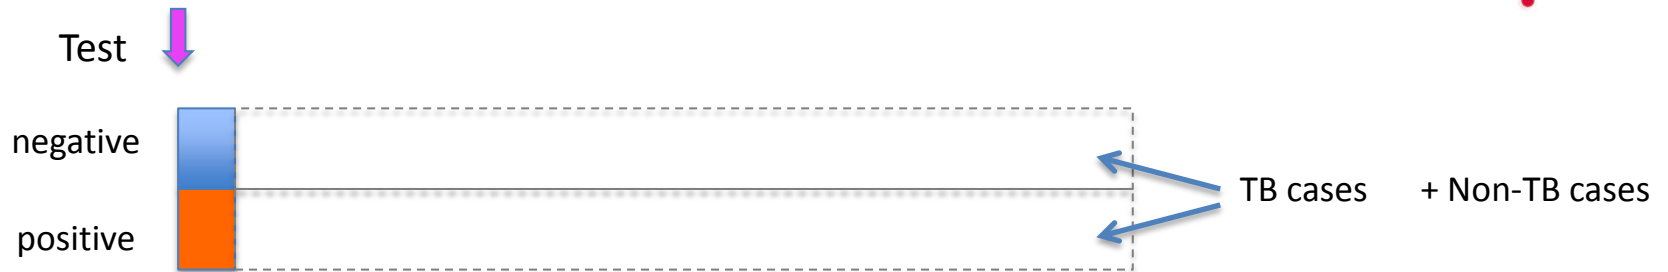 Test
negative
TB cases + Non-TB cases
positive